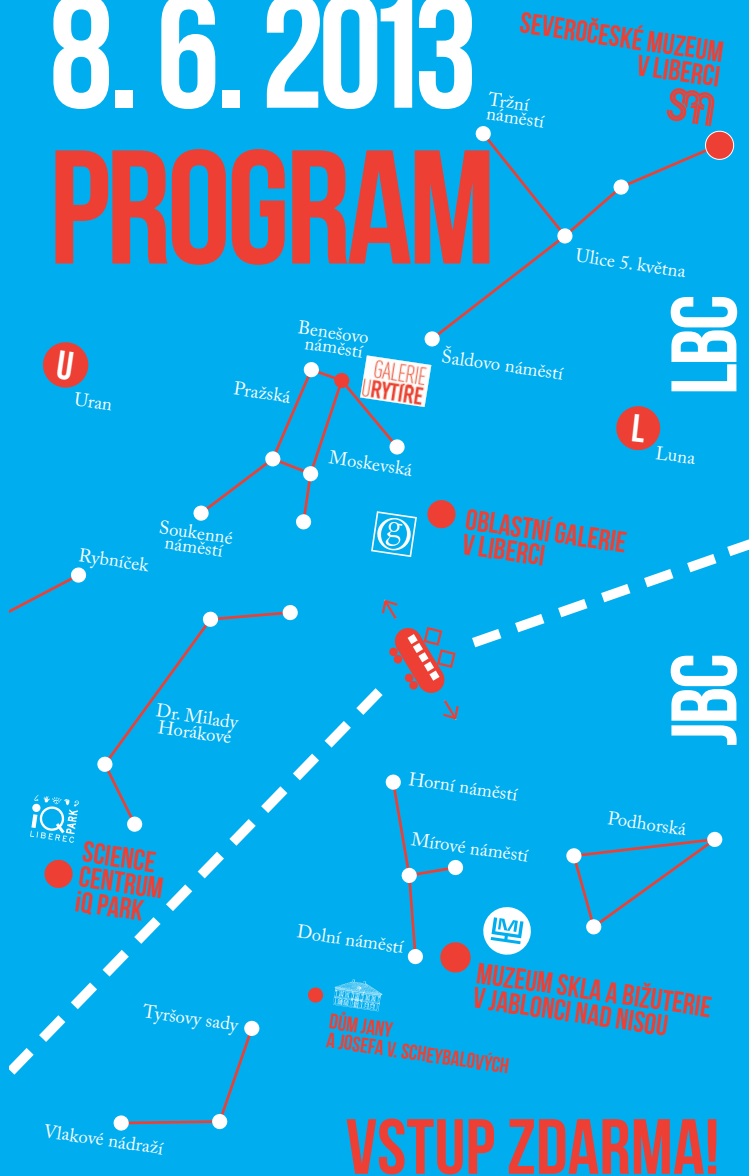 8. 6. 2013
PROGRAM
SEVEROČESKÉ MUZEUM
V LIBERCI
sm
Tržní
náměstí
Ulice 5. května
LBC
Šaldovo náměstí
Benešovo
náměstí
GALERIE
URYTÍŘE
Pražská
U
Uran
L
Luna
Moskevská
Soukenné
náměstí
g
OBLASTNÍ GALERIE
V LIBERCI
Rybníček
JBC
Dr. Milady
Horákové
Horní náměstí
iQ
PARK
LIBEREC
Podhorská
Mírové náměstí
SCIENCE
CENTRUM
iQ PARK
Dolní náměstí
MUZEUM SKLA A BIŽUTERIE
V JABLONCI NAD NISOU
Tyršovy sady
DŮM JANY
A JOSEFA V. SCHEYBALOVÝCH
Vlakové nádraží
VSTUP ZDARMA!